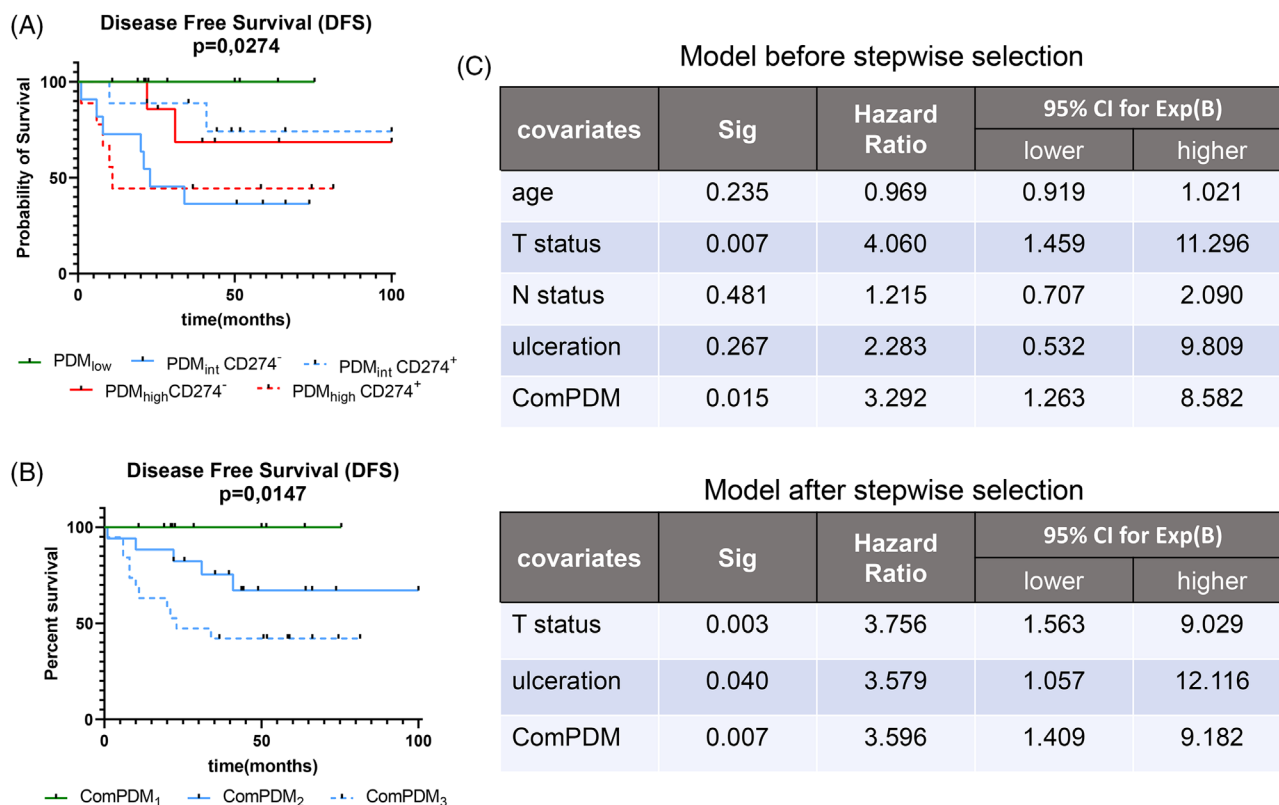 (A)
Disease Free Survival (DFS)
p=0,0274
Probability of Survival
100
50
0
0 50 100
time(months)
PDMlow PDMint CD274- PDMint CD274+
PDMhighCD274- PDMhigh CD274+
(B)
Disease Free Survival (DFS)
p=0,0147
Percent survival
100
50
0
0 50 100
time(months)
ComPDM1 ComPDM2 ComPDM3
(C)
Model before stepwise selection
covariates Sig Hazard Ratio 95% CI for Exp(B)
lower higher
age 0.235 0.969 0.919 1.021
T status 0.007 4.060 1.459 11.296
N status 0.481 1.215 0.707 2.090
ulceration 0.267 2.283 0.532 9.809
ComPDM 0.015 3.292 1.263 8.582
Model after stepwise selection
covariates Sig Hazard Ratio 95% CI for Exp(B)
lower higher
T status 0.003 3.756 1.563 9.029
ulceration 0.040 3.579 1.057 12.116
ComPDM 0.007 3.596 1.409 9.182